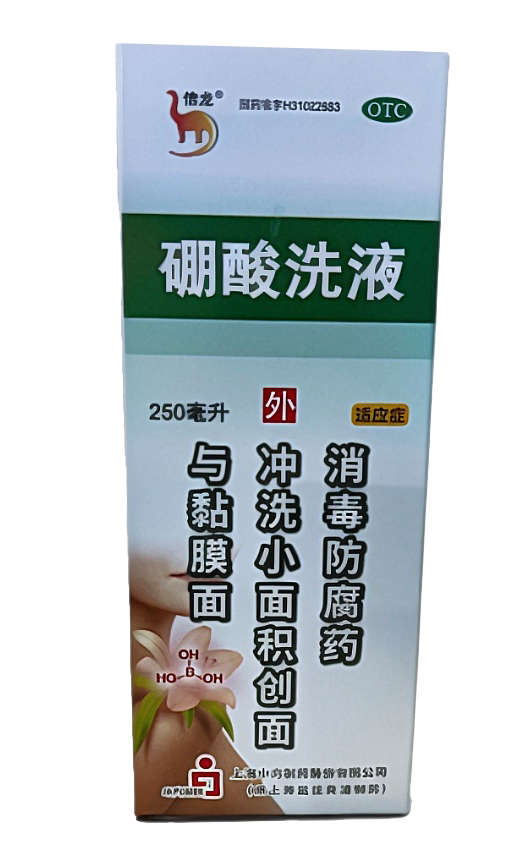 信龙®
国药准字H31022883
OTC
硼酸洗液
250毫升
外
适应症
消毒防腐药
冲洗小面积创面
与黏膜面
OH
HO B OH